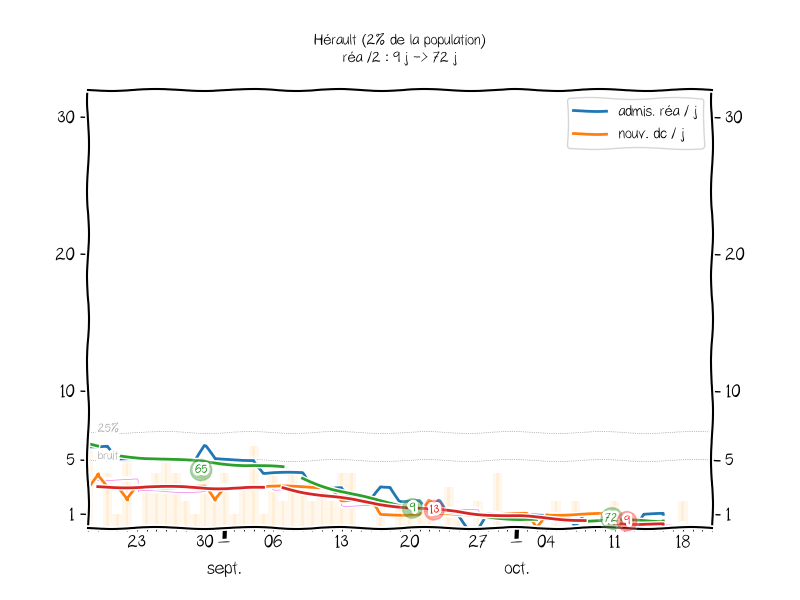 Hérault (2% de la population)
réa /2 : 9 j -> 72 j
admis. réa / j
nouv. dc / j
30 30
20 20
10 10
25%
5 bruit 5
65
9 13 72 9
1 1
23 30 06 13 20 27 04 11 18
sept. oct.